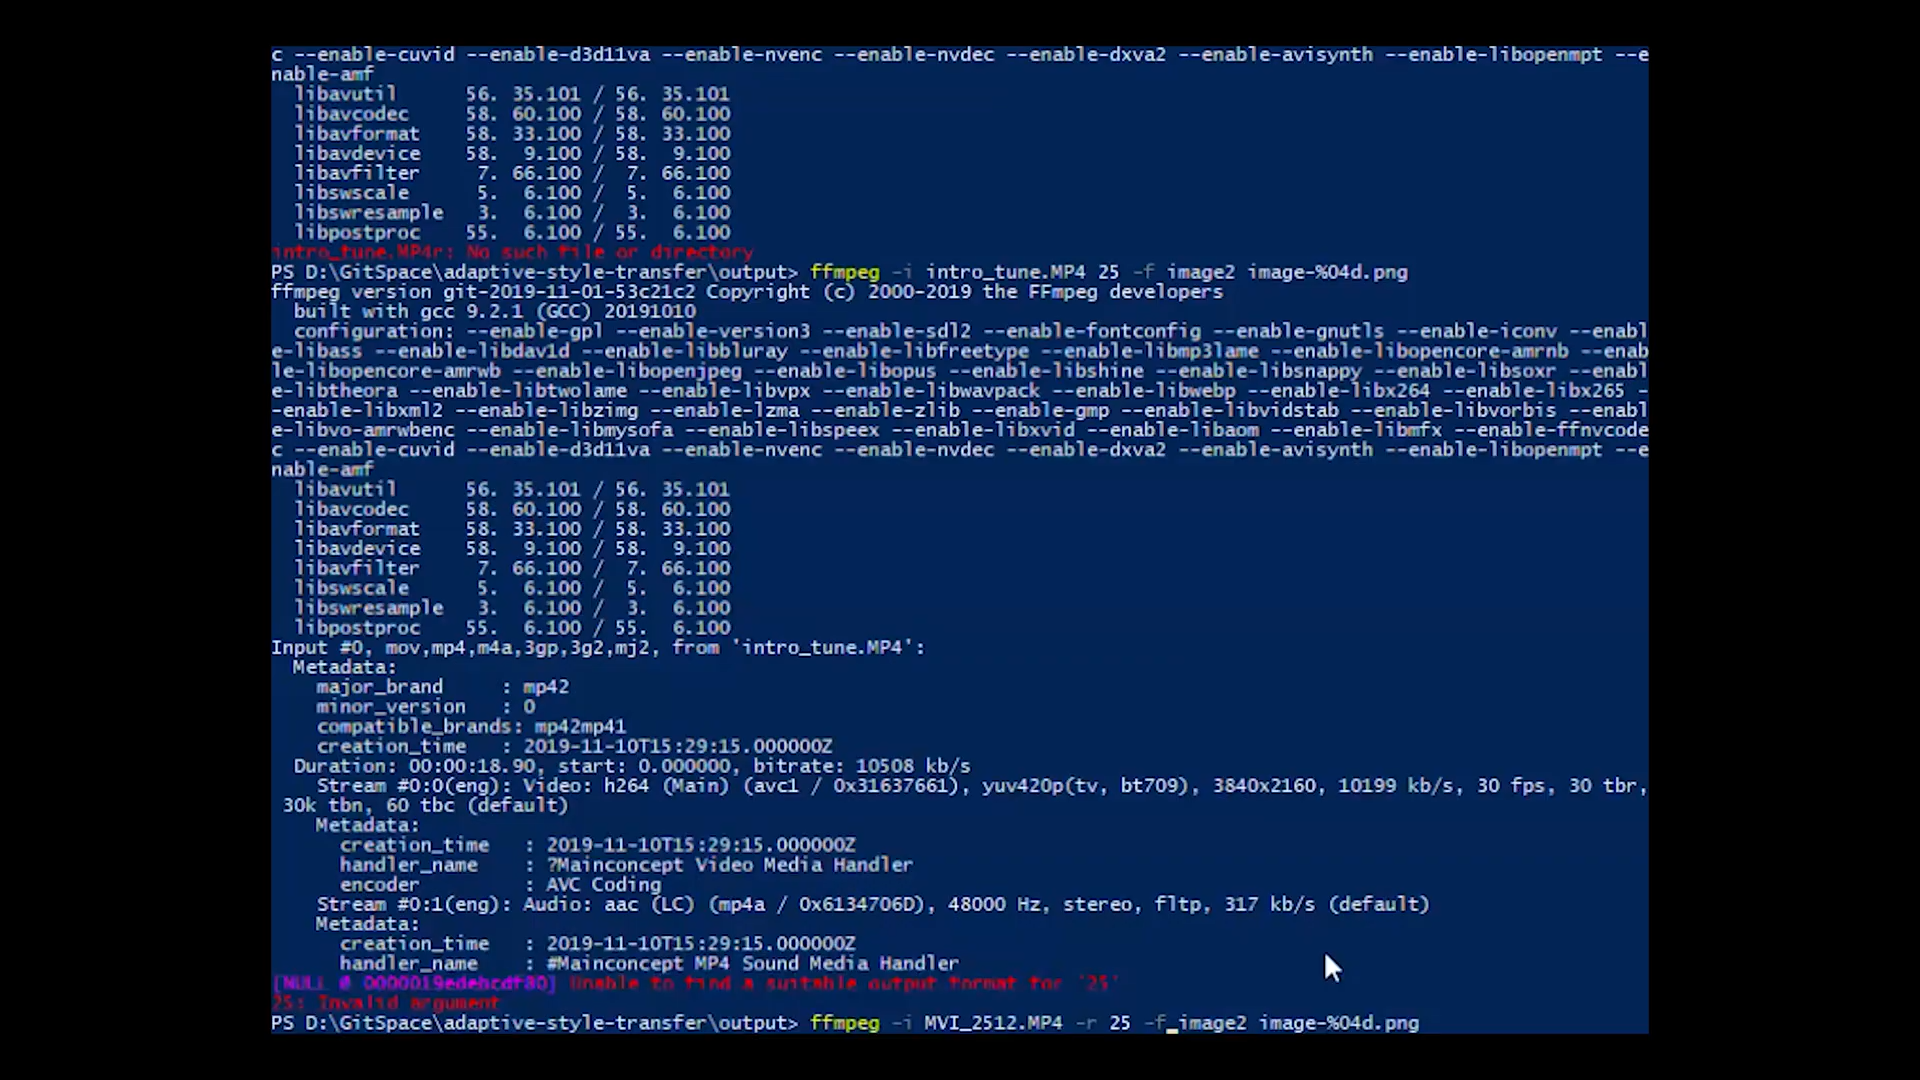 c --enable-cuvid --enable-d3d11va --enable-nvenc --enable-nvdec --enable-dxva2 --enable-avisynth --enable-libopenmpt --e
nable-amf
libavutil 56. 35.101 / 56. 35.101
libavcodec 58. 60.100 / 58. 60.100
libavformat 58. 33.100 / 58. 33.100
libavdevice 58. 9.100 / 58. 9.100
libavfilter 7. 66.100 / 7. 66.100
libswscale 5. 6.100 / 5. 6.100
libswresample 3. 6.100 / 3. 6.100
libpostproc 55. 6.100 / 55. 6.100
intro_tune.MP4r: No such file or directory
PS D:\GitSpace\adaptive-style-transfer\output> ffmpeg -i intro_tune.MP4 25 -f image2 image-%04d.png
ffmpeg version git-2019-11-01-53c21c2 Copyright (c) 2000-2019 the FFmpeg developers
built with gcc 9.2.1 (GCC) 20191010
configuration: --enable-gpl --enable-version3 --enable-sdl2 --enable-fontconfig --enable-gnutls --enable-iconv --enabl
e-libass --enable-libdav1d --enable-libbluray --enable-libfreetype --enable-libmp3lame --enable-libopencore-amrnb --enab
le-libopencore-amrwb --enable-libopenjpeg --enable-libopus --enable-libshine --enable-libsnappy --enable-libsoxr --enabl
e-libtheora --enable-libtwolame --enable-libvpx --enable-libwavpack --enable-libwebp --enable-libx264 --enable-libx265 -
-enable-libxml2 --enable-libzimg --enable-lzma --enable-zlib --enable-gmp --enable-libvidstab --enable-libvorbis --enabl
e-libvo-amrwbenc --enable-libmysofa --enable-libspeex --enable-libxvid --enable-libaom --enable-libmfx --enable-ffnvcode
c --enable-cuvid --enable-d3d11va --enable-nvenc --enable-nvdec --enable-dxva2 --enable-avisynth --enable-libopenmpt --e
nable-amf
libavutil 56. 35.101 / 56. 35.101
libavcodec 58. 60.100 / 58. 60.100
libavformat 58. 33.100 / 58. 33.100
libavdevice 58. 9.100 / 58. 9.100
libavfilter 7. 66.100 / 7. 66.100
libswscale 5. 6.100 / 5. 6.100
libswresample 3. 6.100 / 3. 6.100
libpostproc 55. 6.100 / 55. 6.100
Input #0, mov,mp4,m4a,3gp,3g2,mj2, from 'intro_tune.MP4':
Metadata:
major_brand : mp42
minor_version : 0
compatible_brands: mp42mp41
creation_time : 2019-11-10T15:29:15.000000Z
Duration: 00:00:18.90, start: 0.000000, bitrate: 10508 kb/s
Stream #0:0(eng): Video: h264 (Main) (avc1 / 0x31637661), yuv420p(tv, bt709), 3840x2160, 10199 kb/s, 30 fps, 30 tbr,
30k tbn, 60 tbc (default)
Metadata:
creation_time : 2019-11-10T15:29:15.000000Z
handler_name : ?Mainconcept Video Media Handler
encoder : AVC Coding
Stream #0:1(eng): Audio: aac (LC) (mp4a / 0x6134706D), 48000 Hz, stereo, fltp, 317 kb/s (default)
Metadata:
creation_time : 2019-11-10T15:29:15.000000Z
handler_name : #Mainconcept MP4 Sound Media Handler
[NULL @ Unable to find a suitable output format for '25'
25: Invalid argument
PS D:\GitSpace\adaptive-style-transfer\output> ffmpeg -i MVI_2512.MP4 -r 25 -f image2 image-%04d.png